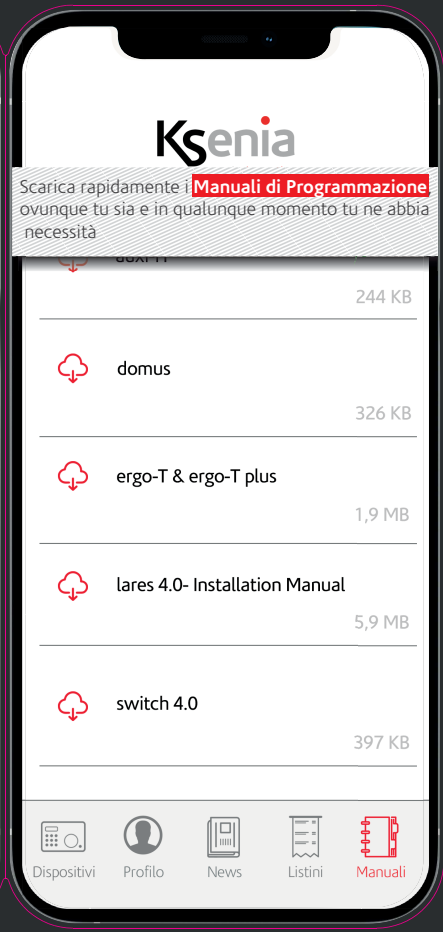 Ksenia
Scarica rapidamente i Manuali di Programmazione
ovunque tu sia e in qualunque momento tu ne abbia
necessità
244 KB
domus
326 KB
ergo-T & ergo-T plus
1,9 MB
lares 4.0- Installation Manual
5,9 MB
switch 4.0
397 KB
Dispositivi Profilo News Listini Manuali